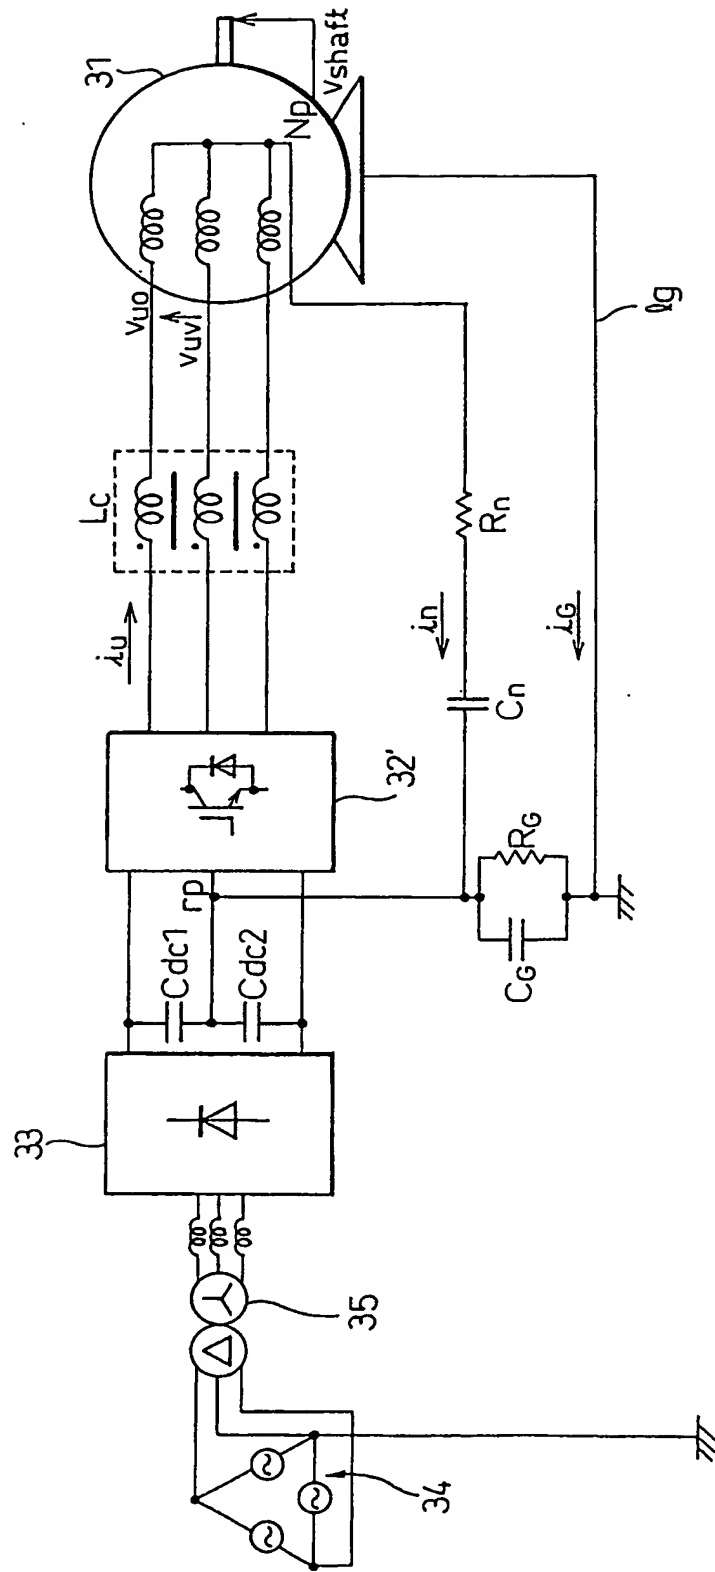 31
Vshaft
Np
Vuo
Vuv
Lc
iu
32'
rp
Cdc1
Cdc2
33
35
34
in
Rn
Cn
iG
lg
RG
CG